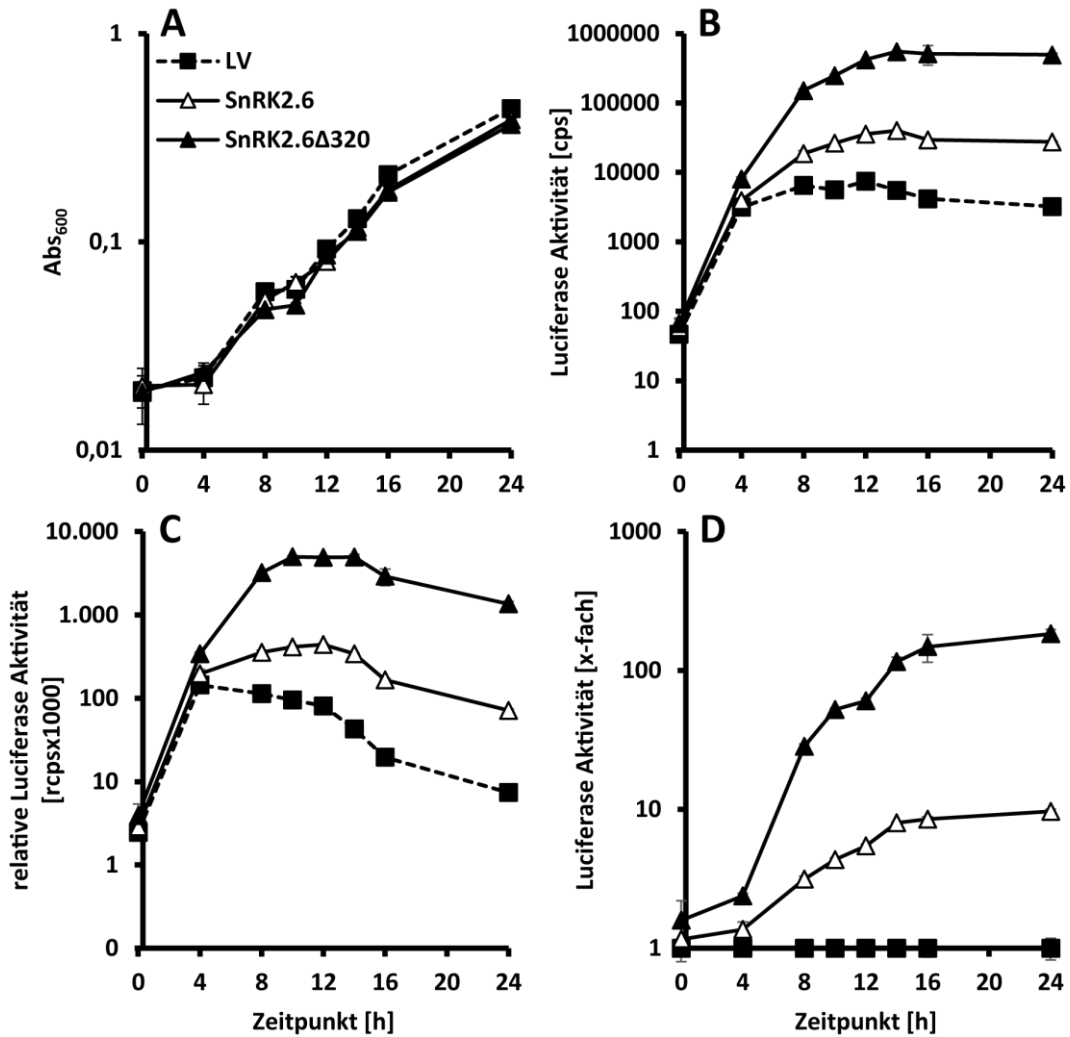 A
1
LV
SnRK2.6
SnRK2.6Δ320
0,1
0,01
Abs600
0 4 8 12 16 20 24
B
1000000
100000
10000
1000
100
10
1
Luciferase Aktivität [cps]
0 4 8 12 16 20 24
C
10.000
1.000
100
10
1
0
relative Luciferase Aktivität
[rcpsx1000]
0 4 8 12 16 20 24
Zeitpunkt [h]
D
1000
100
10
1
Luciferase Aktivität [x-fach]
0 4 8 12 16 20 24
Zeitpunkt [h]